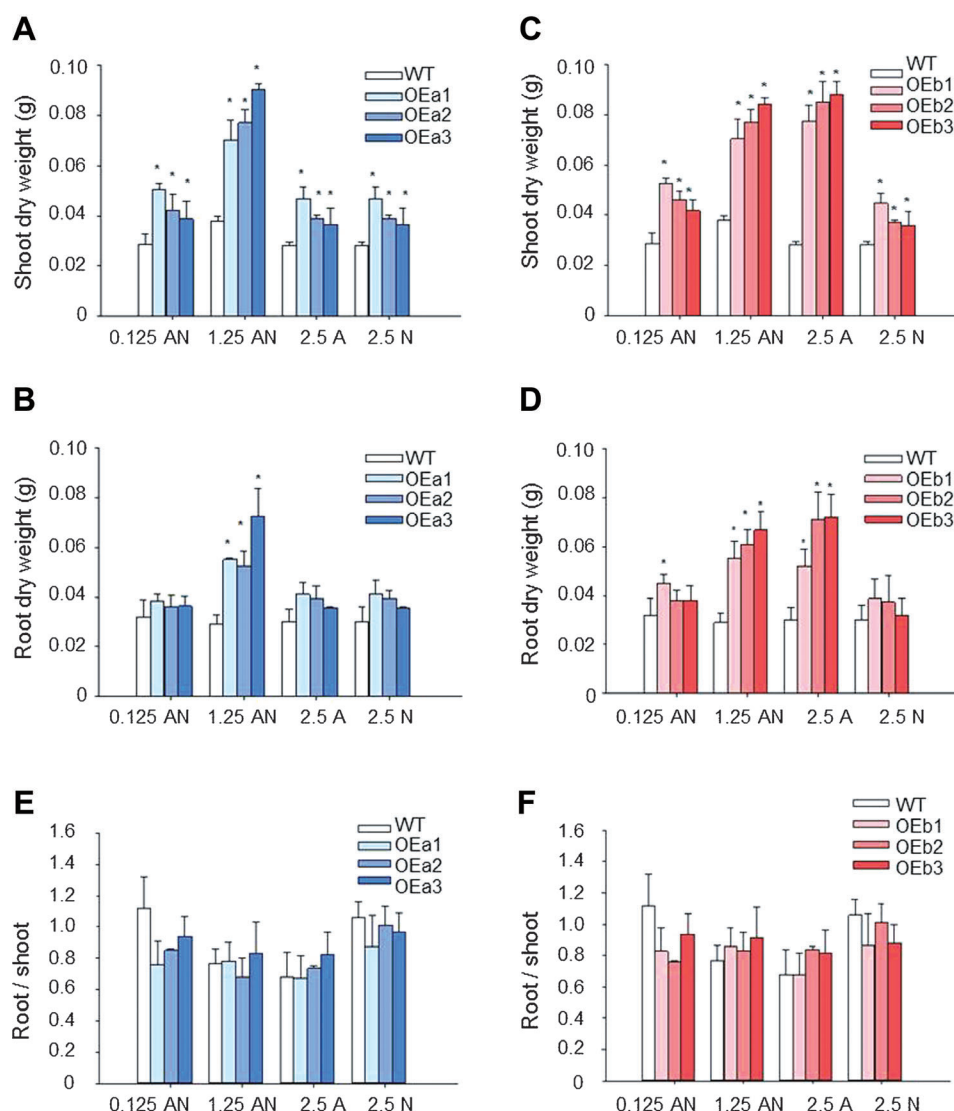 A
Shoot dry weight (g)
0.10
0.08
0.06
0.04
0.02
0
WT
OEa1
OEa2
OEa3
* * * * * * * * * * * *
0.125 AN 1.25 AN 2.5 A 2.5 N
C
Shoot dry weight (g)
0.10
0.08
0.06
0.04
0.02
0
WT
OEb1
OEb2
OEb3
* * * * * * * * * * * *
0.125 AN 1.25 AN 2.5 A 2.5 N
B
Root dry weight (g)
0.10
0.08
0.06
0.04
0.02
0
WT
OEa1
OEa2
OEa3
* * *
0.125 AN 1.25 AN 2.5 A 2.5 N
D
Root dry weight (g)
0.10
0.08
0.06
0.04
0.02
0
WT
OEb1
OEb2
OEb3
* * * * * * *
0.125 AN 1.25 AN 2.5 A 2.5 N
E
Root / shoot
1.6
1.4
1.2
1.0
0.8
0.6
0.4
0.2
0
WT
OEa1
OEa2
OEa3
0.125 AN 1.25 AN 2.5 A 2.5 N
F
Root / shoot
1.6
1.4
1.2
1.0
0.8
0.6
0.4
0.2
0
WT
OEb1
OEb2
OEb3
0.125 AN 1.25 AN 2.5 A 2.5 N